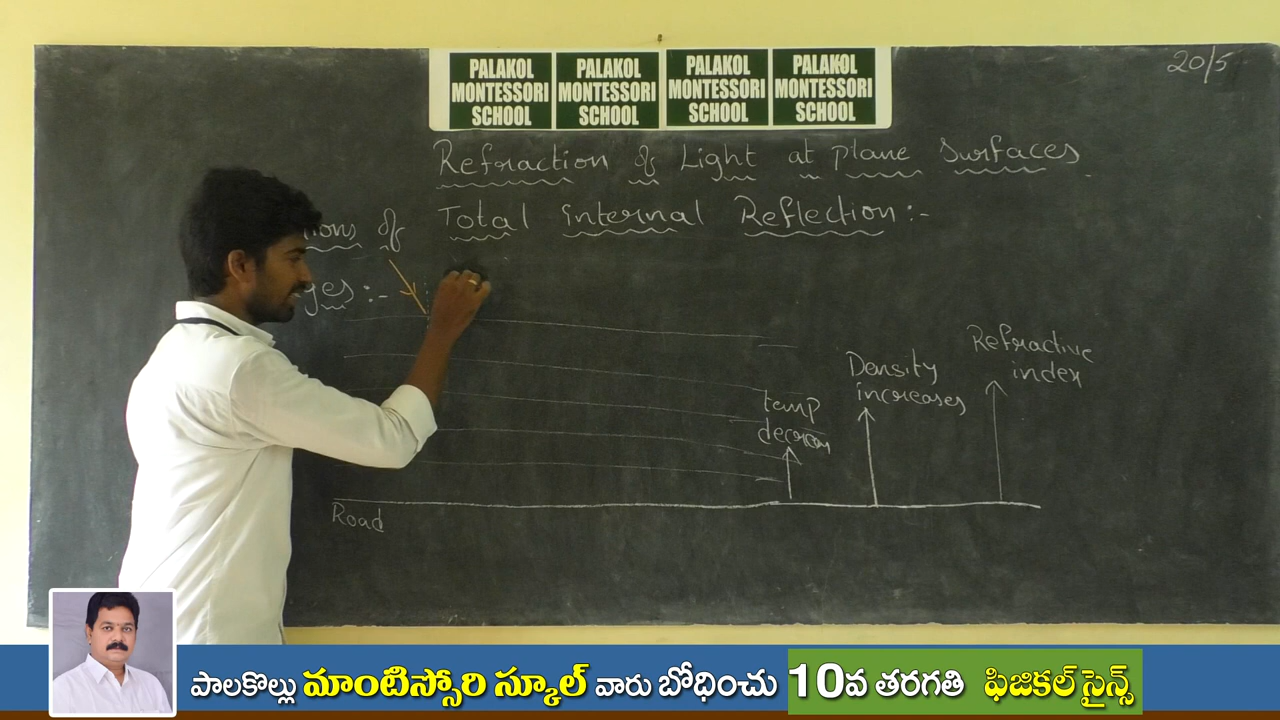 PALAKOL MONTESSORI SCHOOL
PALAKOL MONTESSORI SCHOOL
PALAKOL MONTESSORI SCHOOL
PALAKOL MONTESSORI SCHOOL
20/5
Refraction of Light at plane Surfaces
of Total internal Reflection:-
:-
Refractive
index
Density
increases
temp
Road
పాలకొల్లు మాంటిస్సోరి స్కూల్ వారు బోధించు 10వ తరగతి ఫిజికల్ సైన్స్